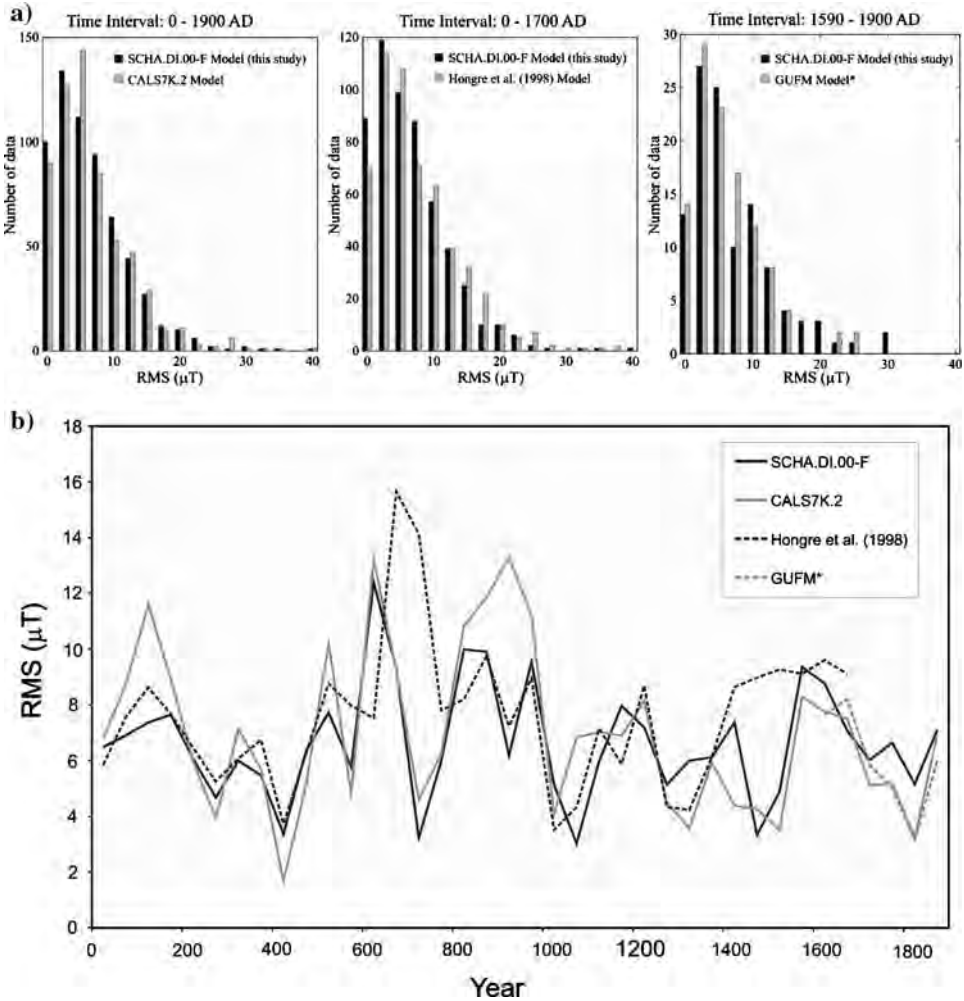 a)
Time Interval: 0 - 1900 AD
150
100
50
0
Number of data
SCHA.DI.00-F Model (this study)
CALS7K.2 Model
0 10 20 30 40
RMS (μT)
Time Interval: 0 - 1700 AD
120
100
80
60
40
20
0
Number of data
SCHA.DI.00-F Model (this study)
Hongre et al. (1998) Model
0 10 20 30 40
RMS (μT)
Time Interval: 1590 - 1900 AD
30
25
20
15
10
5
0
Number of data
SCHA.DI.00-F Model (this study)
GUFM Model*
0 10 20 30 40
RMS (μT)
b)
18
16
14
12
10
8
6
4
2
0
RMS (μT)
SCHA.DI.00-F
CALS7K.2
Hongre et al. (1998)
GUFM*
0 200 400 600 800 1000 1200 1400 1600 1800
Year